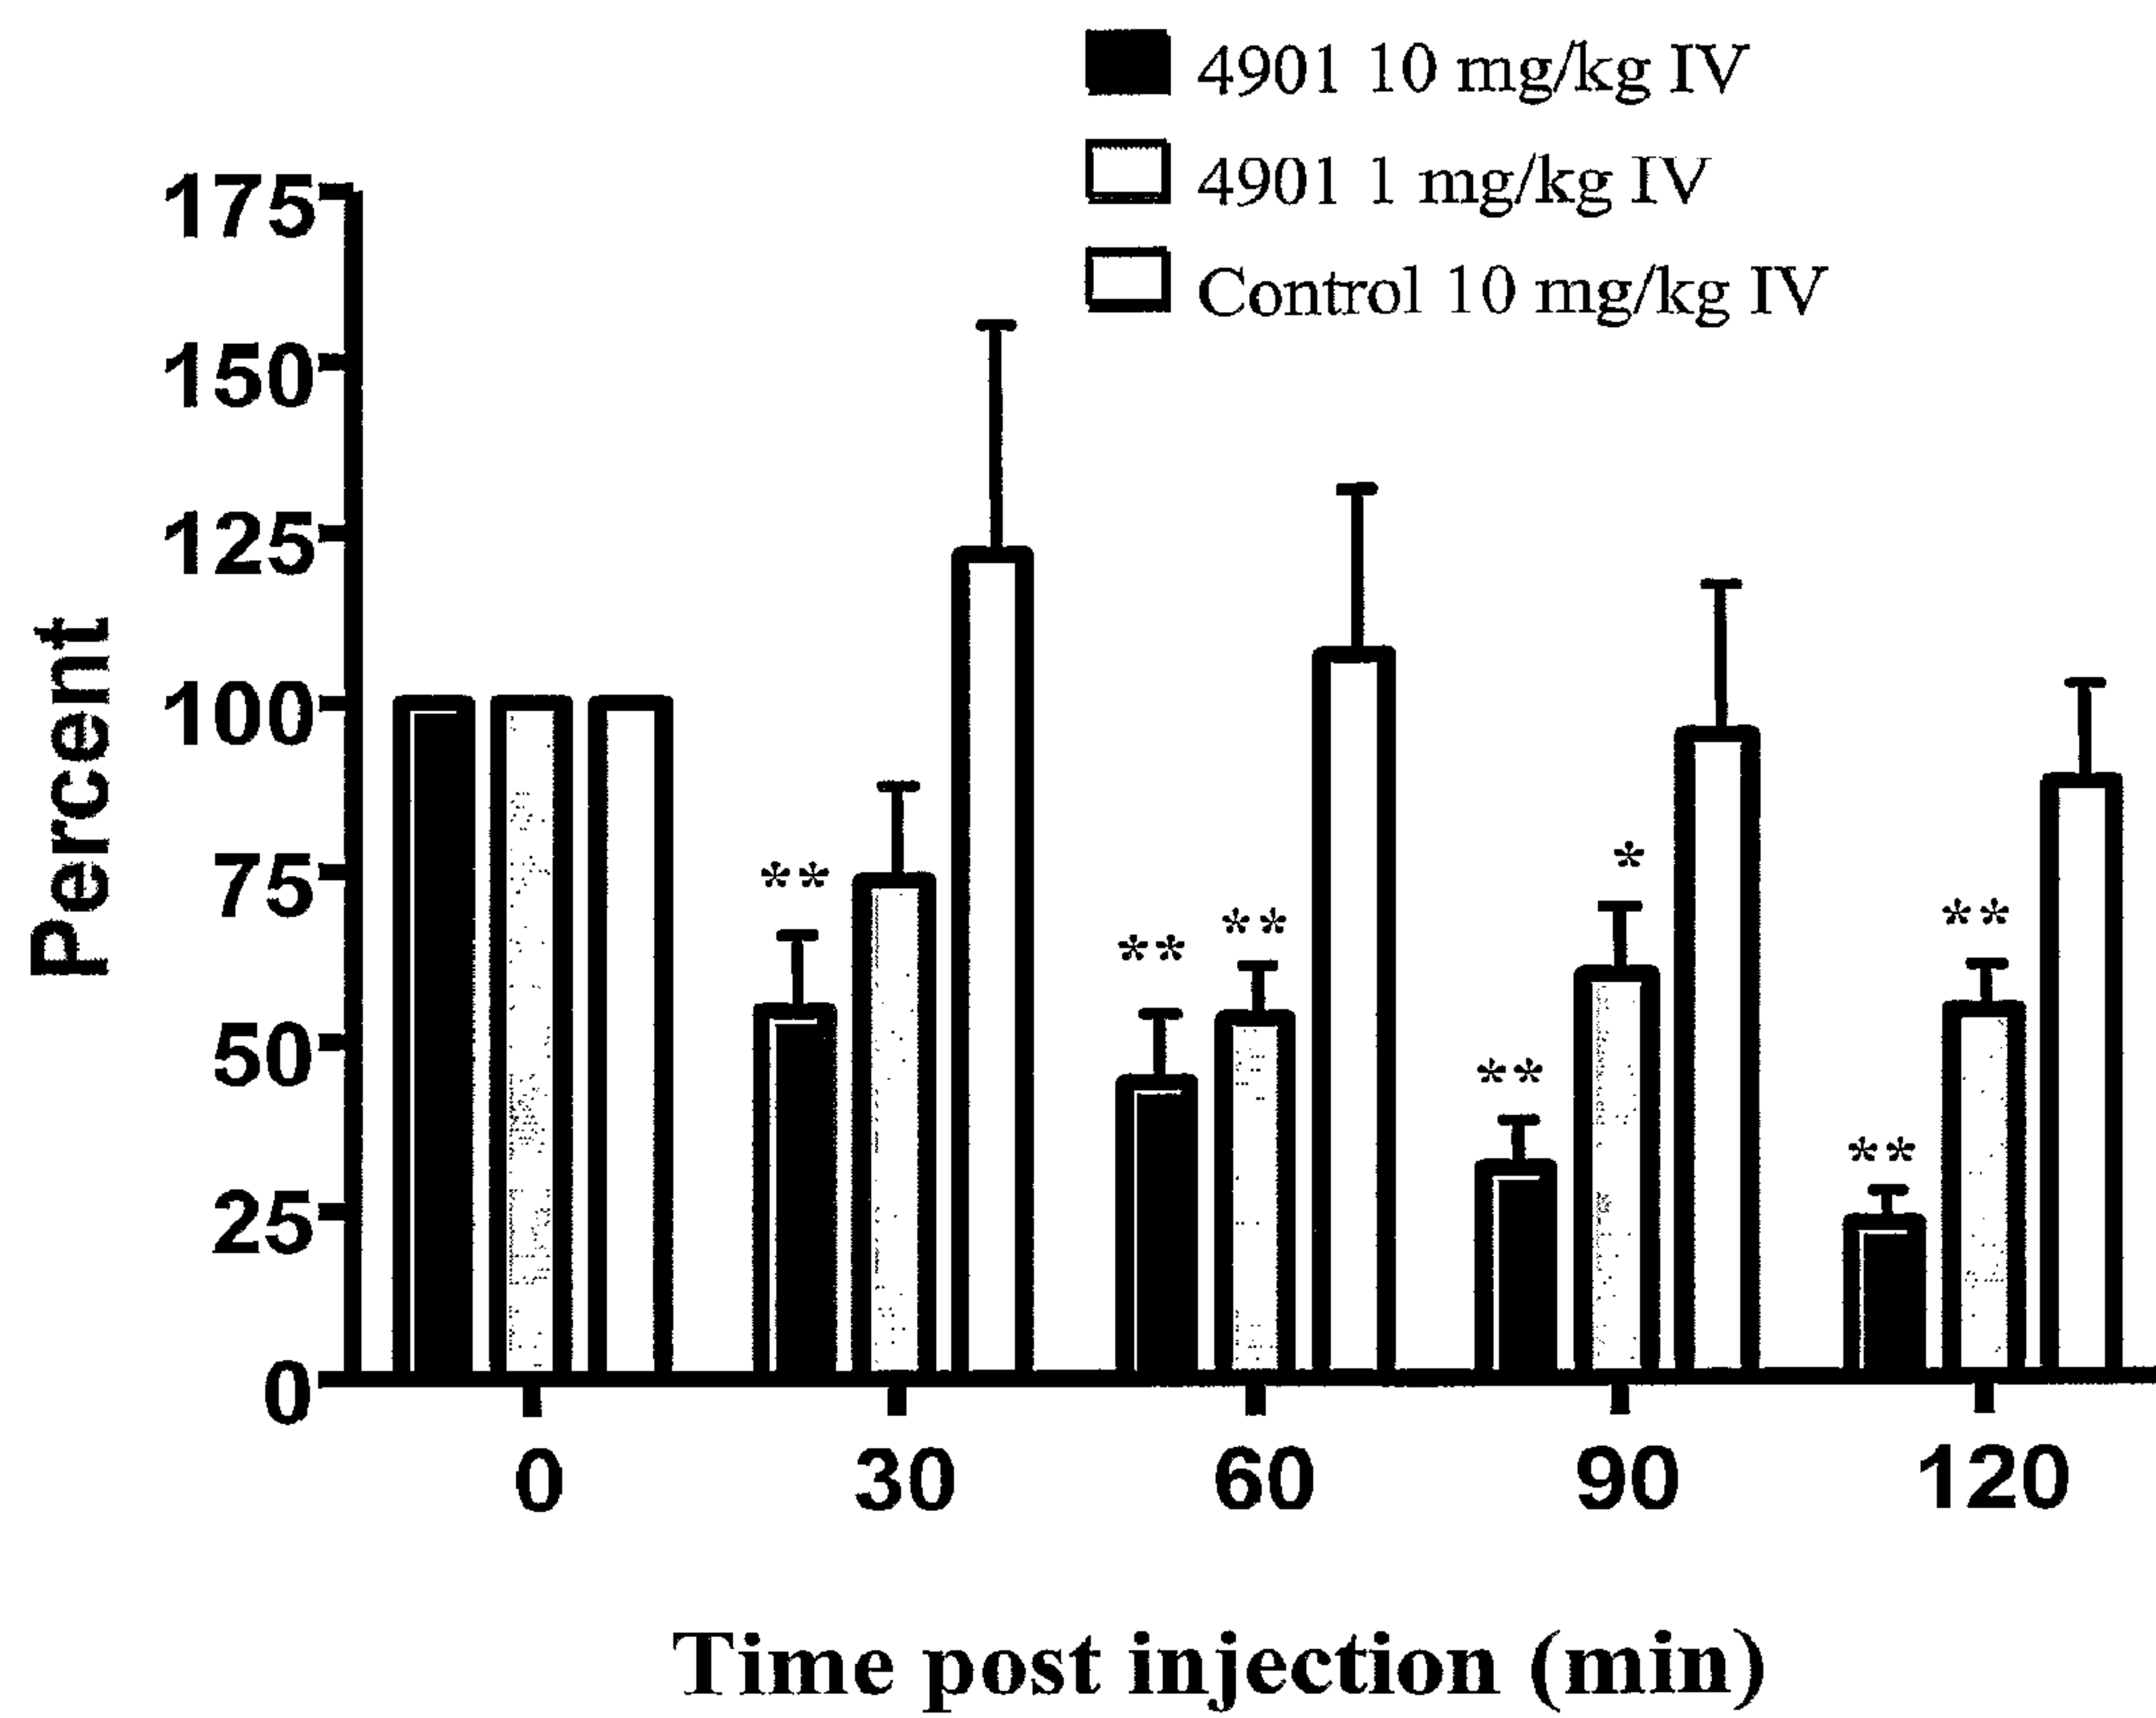 4901 10 mg/kg IV
4901 1 mg/kg IV
Control 10 mg/kg IV
175
150
125
100
75
50
25
0
Percent
**
**
**
**
*
**
**
0 30 60 90 120
Time post injection (min)